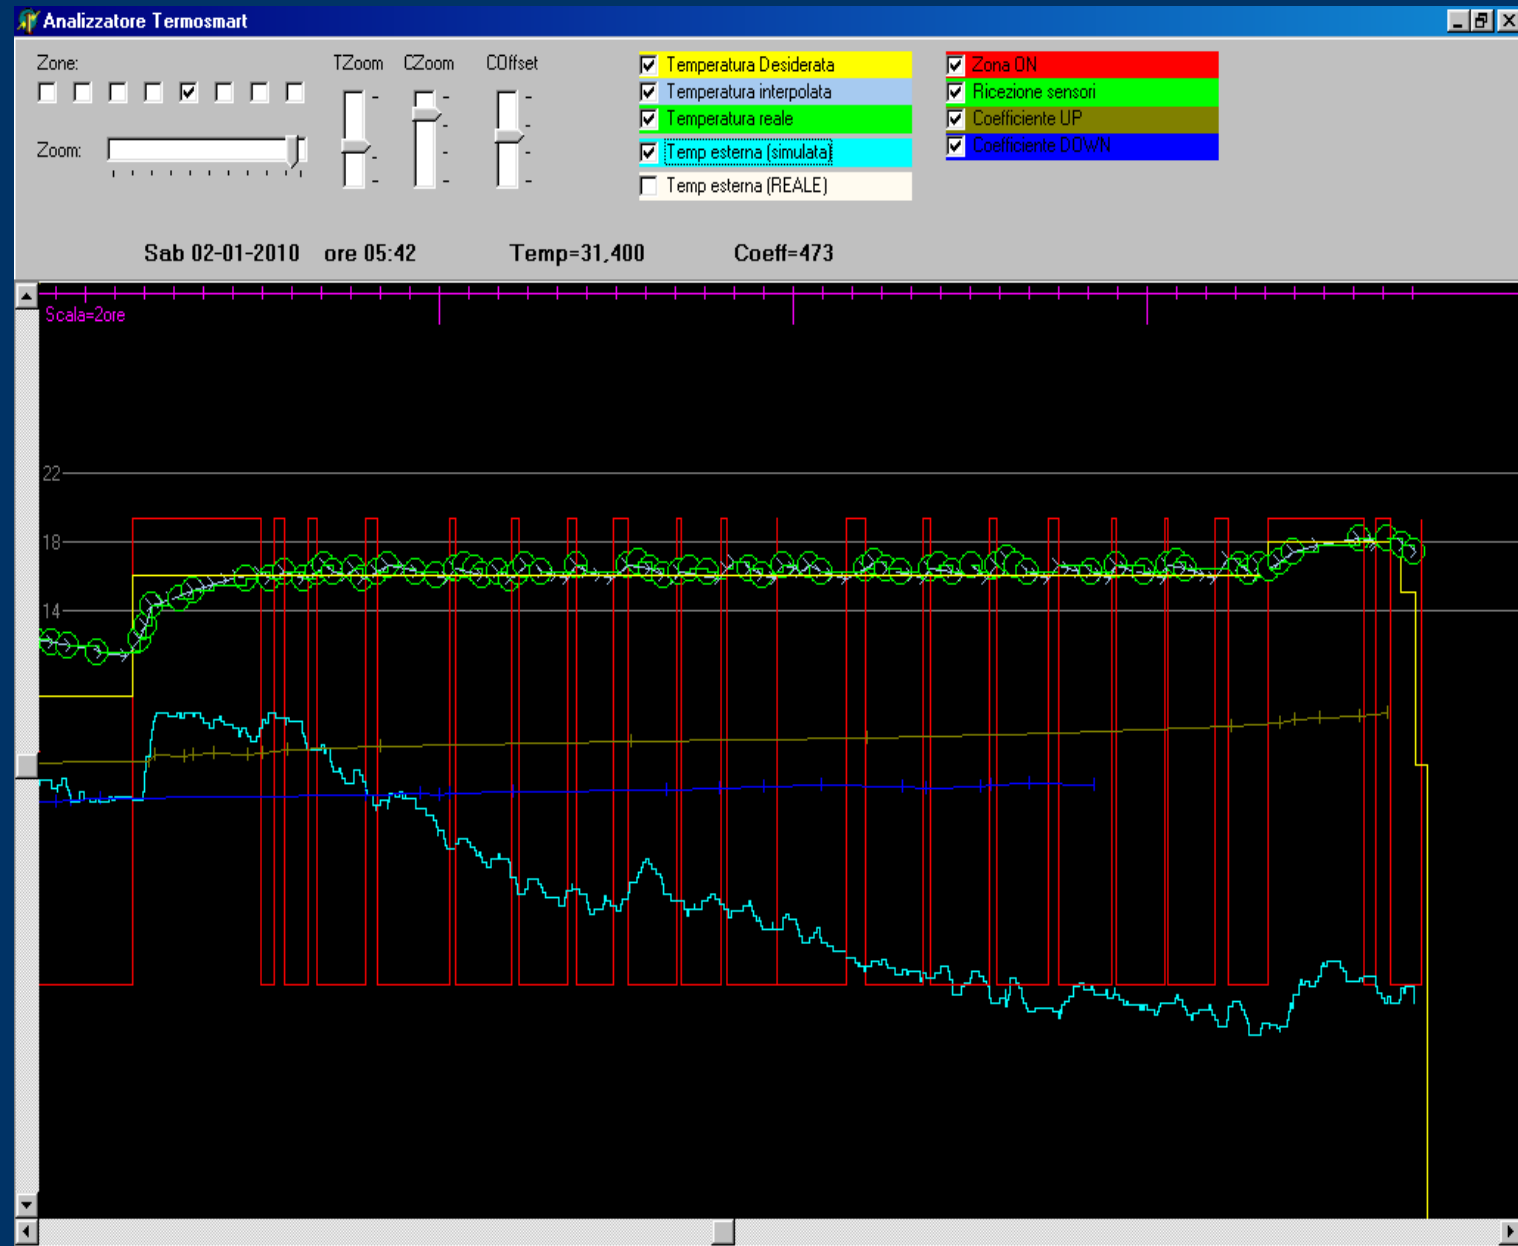 Analizzatore Termosmart
Zone:
TZoom CZoom COffset
Zoom:
Temperatura Desiderata
Temperatura interpolata
Temperatura reale
Temp esterna (simulata)
Temp esterna (REALE)
Zona ON
Ricezione sensori
Coefficiente UP
Coefficiente DOWN
Sab 02-01-2010 ore 05:42 Temp=31,400 Coeff=473
Scala=2ore
22
18
14